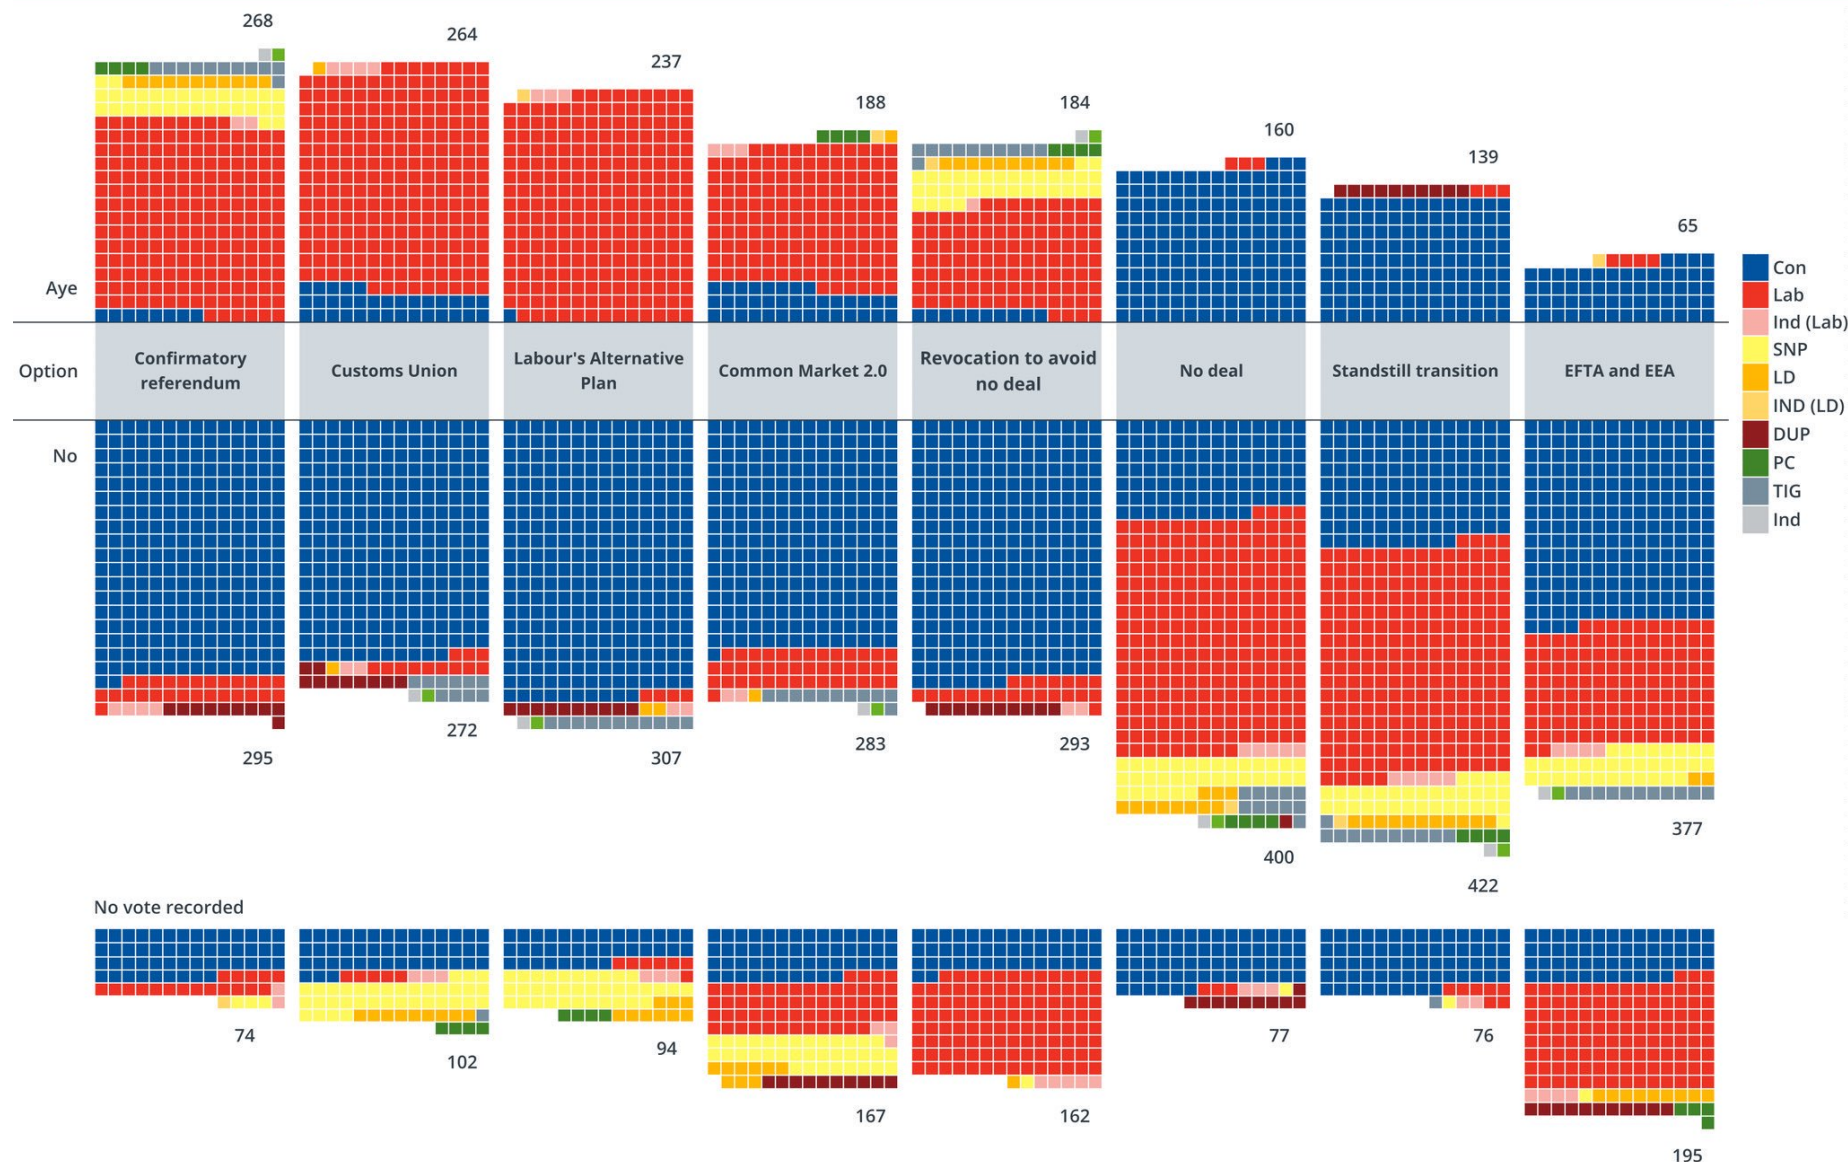 268
264
237
188
184
160
139
65
Aye
Option
Confirmatory
referendum
Customs Union
Labour's Alternative
Plan
Common Market 2.0
Revocation to avoid
no deal
No deal
Standstill transition
EFTA and EEA
No
295
272
307
283
293
400
422
377
Con
Lab
Ind (Lab)
SNP
LD
IND (LD)
DUP
PC
TIG
Ind
No vote recorded
74
102
94
167
162
77
76
195